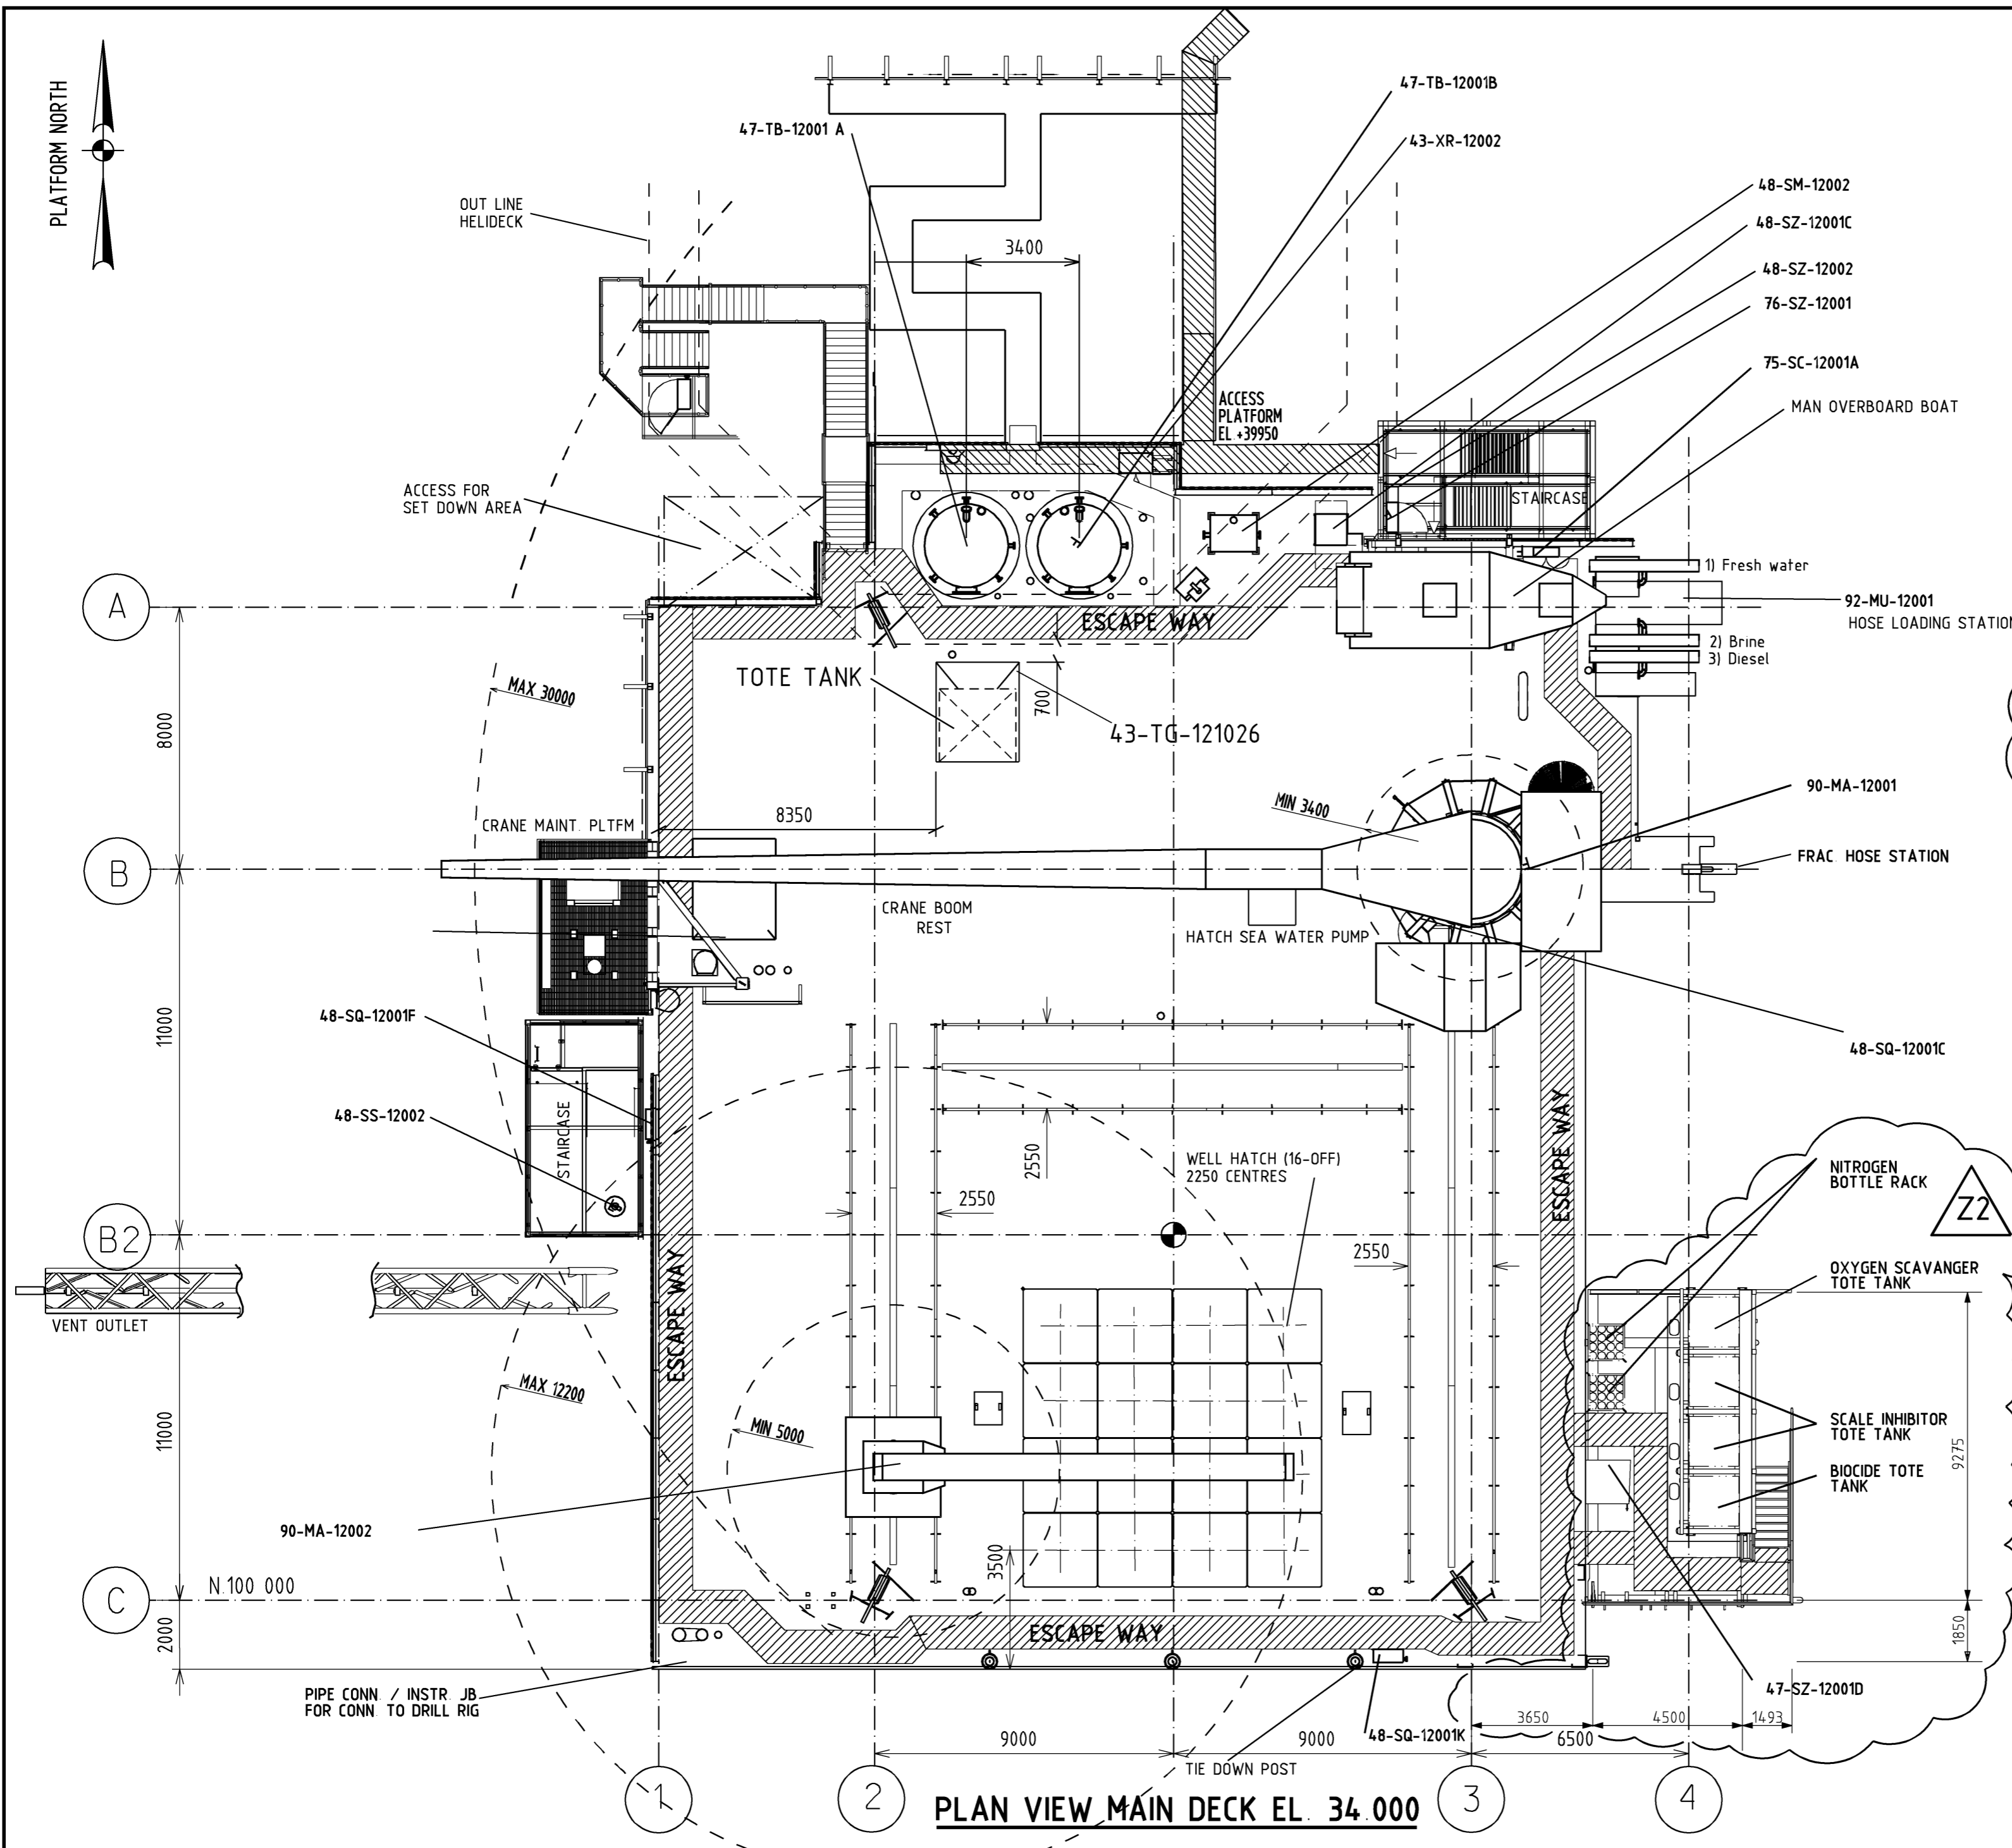 PLATFORM NORTH
47-TB-12001B
47-TB-12001 A
43-XR-12002
48-SM-12002
OUT LINE
HELIDECK
48-SZ-12001C
3400
48-SZ-12002
76-SZ-12001
75-SC-12001A
MAN OVERBOARD BOAT
ACCESS
PLATFORM
EL.+39950
ACCESS FOR
SET DOWN AREA
STAIRCASE
1) Fresh water
A
92-MU-12001
HOSE LOADING STATION
ESCAPE WAY
2) Brine
3) Diesel
TOTE TANK
MAX 30000
700
43-TG-121026
8000
90-MA-12001
MIN 3400
8350
CRANE MAINT. PLTFM
FRAC. HOSE STATION
B
CRANE BOOM
REST
HATCH SEA WATER PUMP
48-SQ-12001F
11000
48-SQ-12001C
48-SS-12002
STAIRCASE
ESCAPE WAY
2550
WELL HATCH (16-OFF)
2250 CENTRES
NITROGEN
BOTTLE RACK
Z2
2550
B2
2550
ESCAPE WAY
OXYGEN SCAVANGER
TOTE TANK
VENT OUTLET
MAX 12200
MIN 5000
11000
SCALE INHIBITOR
TOTE TANK
9275
BIOCIDE TOTE
TANK
90-MA-12002
3500
C
N.100 000
2000
ESCAPE WAY
1850
PIPE CONN. / INSTR. JB
FOR CONN. TO DRILL RIG
47-SZ-12001D
3650
4500
1493
9000
9000
48-SQ-12001K
6500
TIE DOWN POST
1
2
3
4
PLAN VIEW MAIN DECK EL. 34.000